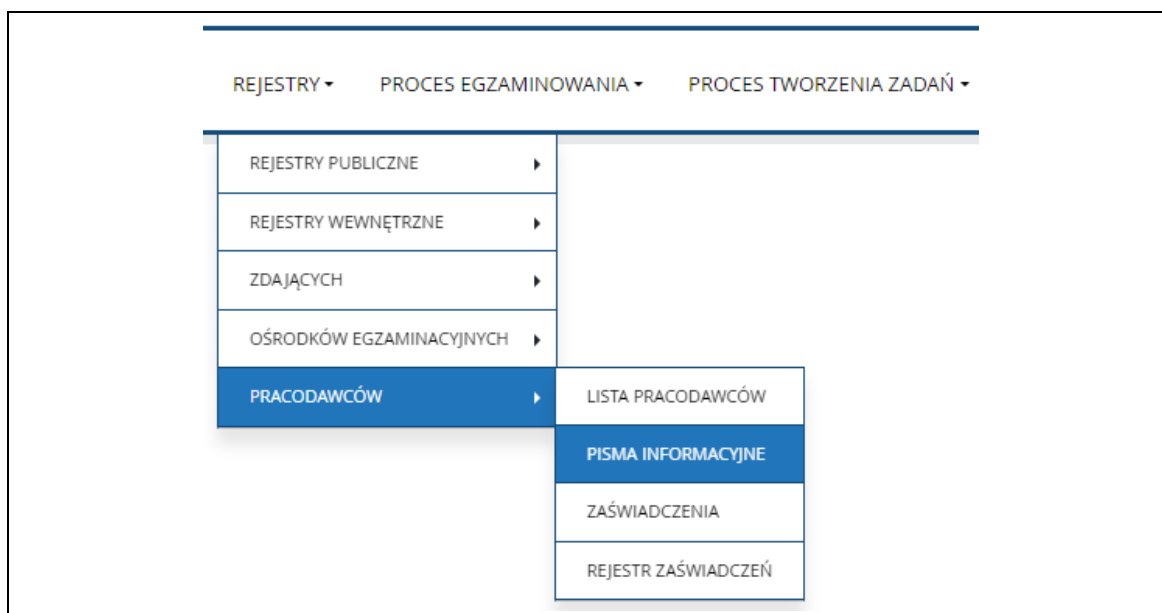 REJESTRY PROCES EGZAMINOWANIA PROCES TWORZENIA ZADAŃ
REJESTRY PUBLICZNE
REJESTRY WEWNĘTRZNE
ZDAJĄCYCH
OŚRODKÓW EGZAMINACYJNYCH
PRACODAWCÓW
LISTA PRACODAWCÓW
PISMA INFORMACYJNE
ZAŚWIADCZENIA
REJESTR ZAŚWIADCZEŃ